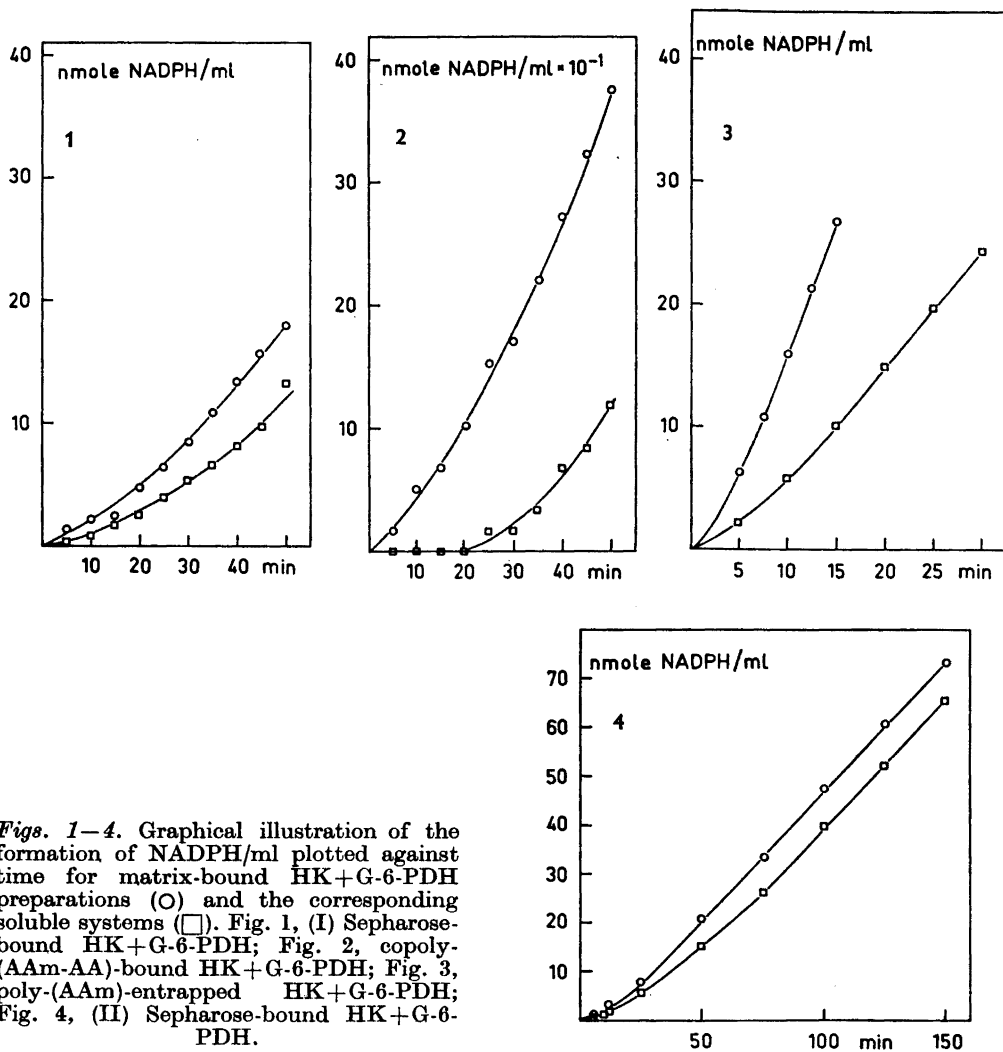 40
30
20
10
nmole NADPH/ml
1
10 20 30 40 min
40
30
20
10
nmole NADPH/ml•10⁻¹
2
10 20 30 40 min
40
30
20
10
nmole NADPH/ml
3
5 10 15 20 25 min
70
60
50
40
30
20
10
nmole NADPH/ml
4
50 100 min 150
Figs. 1—4. Graphical illustration of the
formation of NADPH/ml plotted against
time for matrix-bound HK+G-6-PDH
preparations (○) and the corresponding
soluble systems (□). Fig. 1, (I) Sepharose-
bound HK+G-6-PDH; Fig. 2, copoly-
(AAm-AA)-bound HK+G-6-PDH; Fig. 3,
poly-(AAm)-entrapped HK+G-6-PDH;
Fig. 4, (II) Sepharose-bound HK+G-6-
PDH.